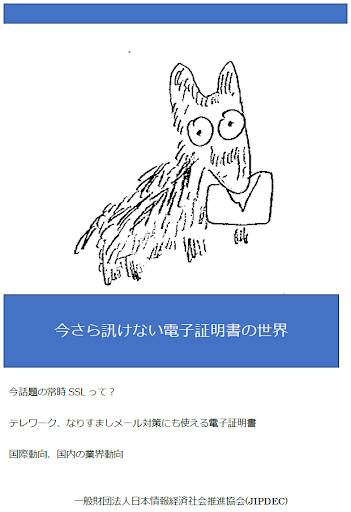 今さら訊けない電子証明書の世界
今話題の常時 SSL って？
テレワーク、なりすましメール対策にも使える電子証明書
国際動向、国内の業界動向
一般財団法人日本情報経済社会推進協会(JIPDEC)